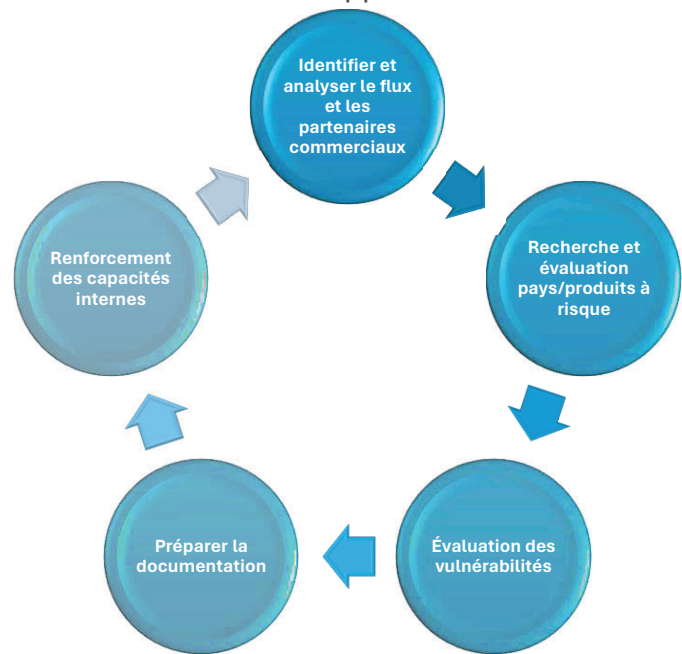 Identifier et
analyser le flux
et les
partenaires
commerciaux
Recherche et
évaluation
pays/produits à
risque
Évaluation des
vulnérabilités
Préparer la
documentation
Renforcement
des capacités
internes